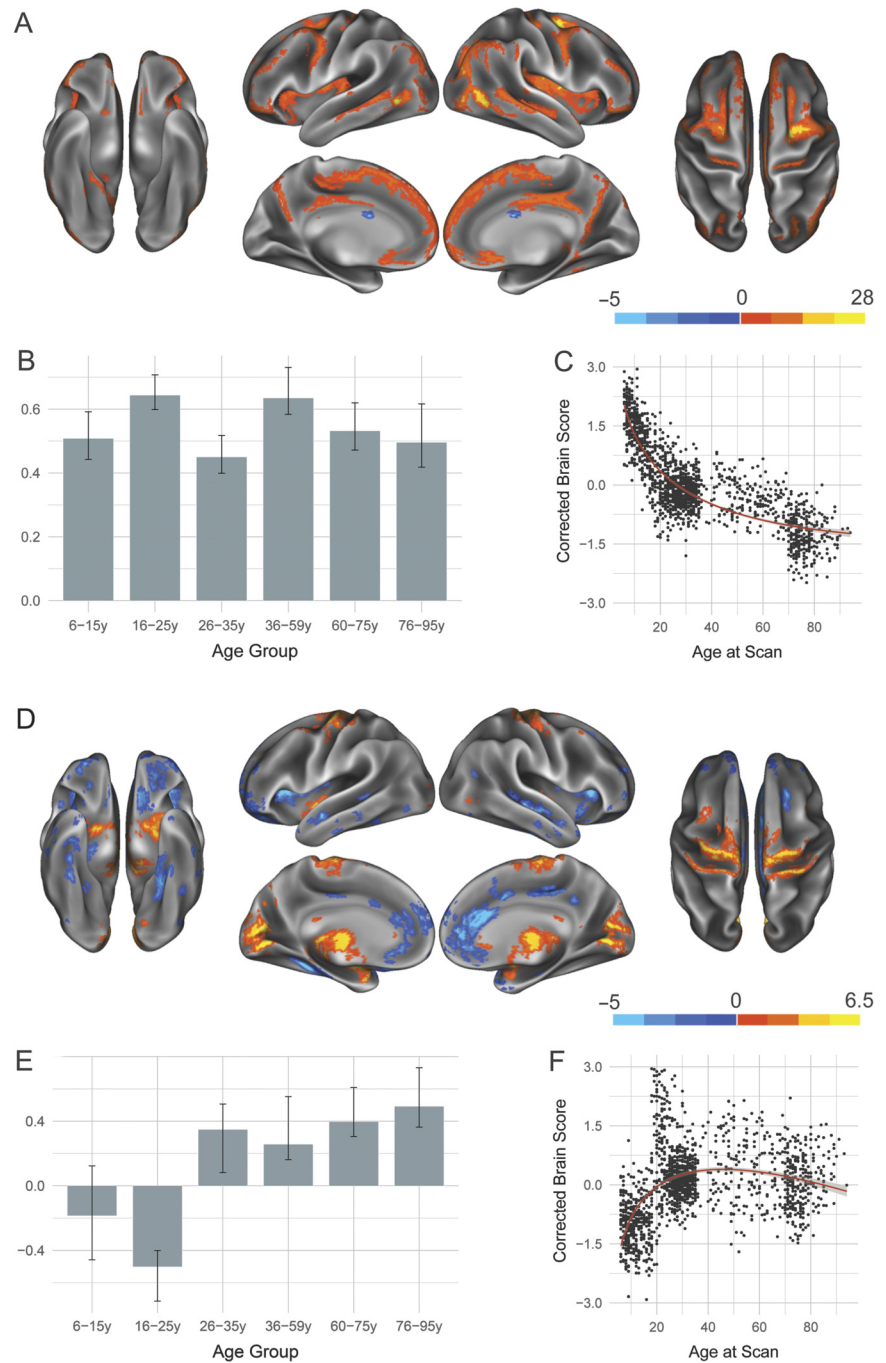 A
−5 0 28
B
0.6
0.4
0.2
0.0
6−15y 16−25y 26−35y 36−59y 60−75y 76−95y
Age Group
C
Corrected Brain Score
3.0
1.5
0.0
−1.5
−3.0
20 40 60 80
Age at Scan
D
−5 0 6.5
E
0.4
0.0
−0.4
6−15y 16−25y 26−35y 36−59y 60−75y 76−95y
Age Group
F
Corrected Brain Score
3.0
1.5
0.0
−1.5
−3.0
20 40 60 80
Age at Scan